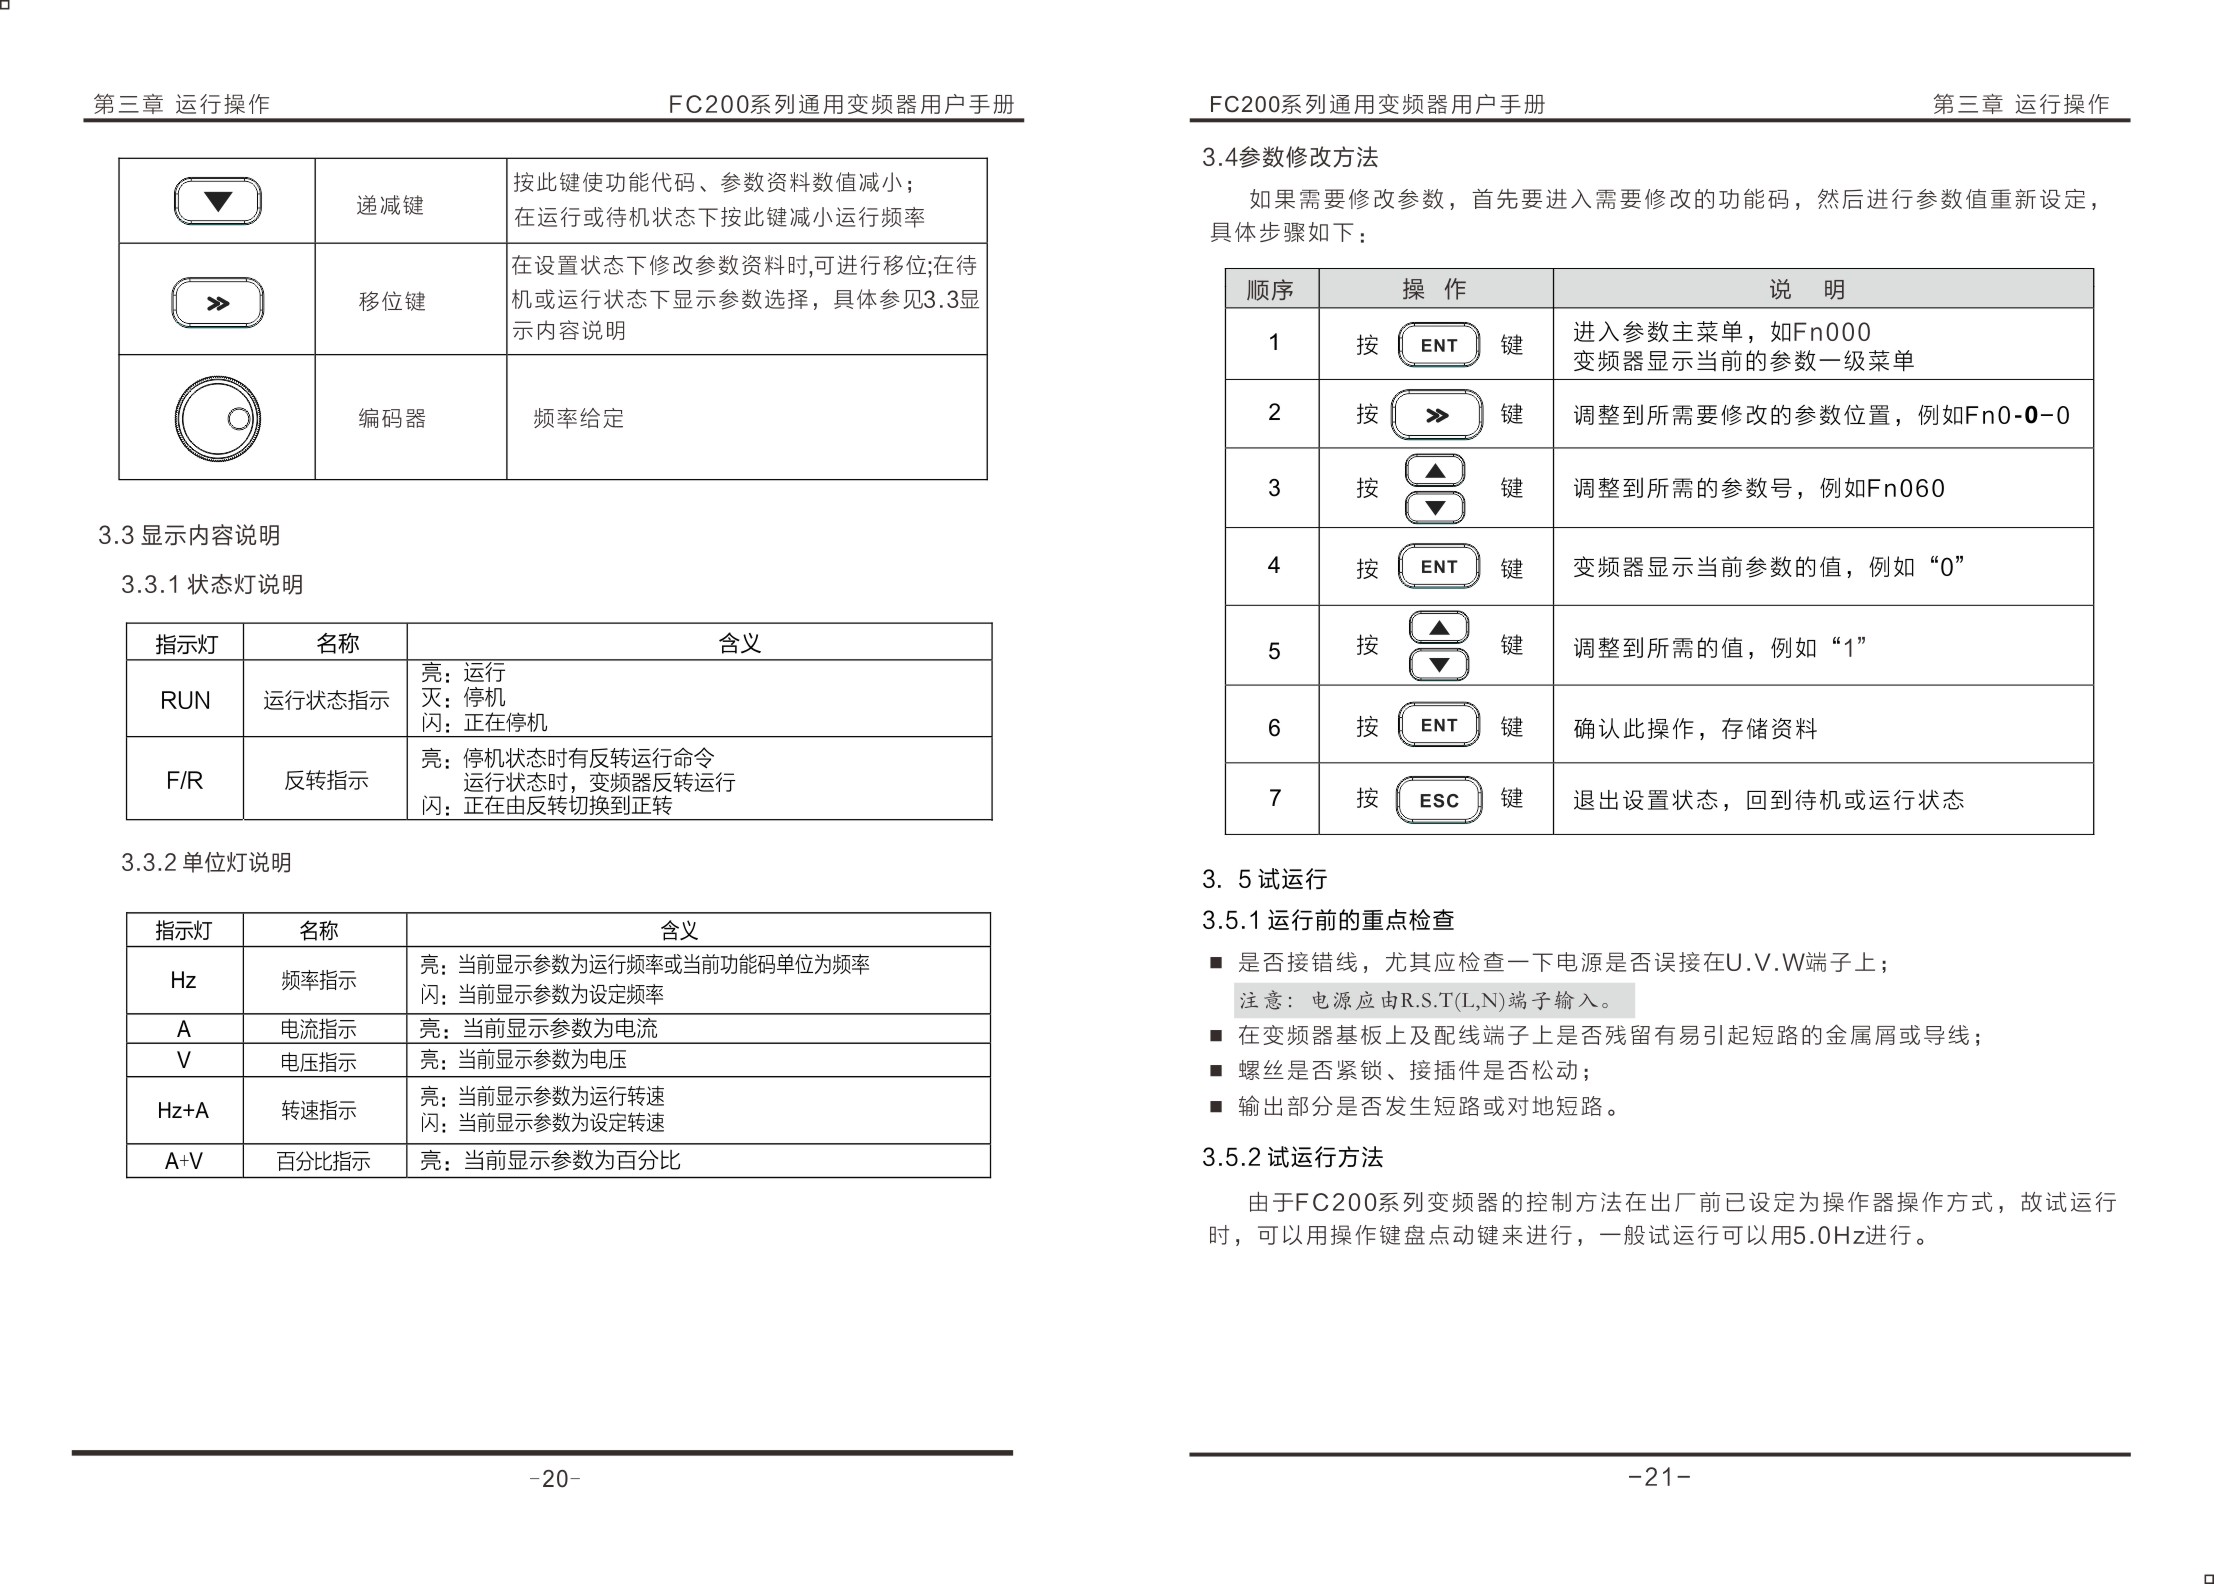 第三章 运行操作
FC200系列通用变频器用户手册
递减键
按此键使功能代码、参数资料数值减小；
在运行或待机状态下按此键减小运行频率
移位键
在设置状态下修改参数资料时,可进行移位;在待
机或运行状态下显示参数选择，具体参见3.3显
示内容说明
编码器
频率给定
3.3 显示内容说明
3.3.1 状态灯说明
指示灯 名称 含义
RUN 运行状态指示
亮：运行
灭：停机
闪：正在停机
F/R 反转指示
亮：停机状态时有反转运行命令
运行状态时，变频器反转运行
闪：正在由反转切换到正转
3.3.2 单位灯说明
指示灯 名称 含义
Hz 频率指示
亮：当前显示参数为运行频率或当前功能码单位为频率
闪：当前显示参数为设定频率
A 电流指示 亮：当前显示参数为电流
V 电压指示 亮：当前显示参数为电压
Hz+A 转速指示
亮：当前显示参数为运行转速
闪：当前显示参数为设定转速
A+V 百分比指示 亮：当前显示参数为百分比
-20-
FC200系列通用变频器用户手册
第三章 运行操作
3.4参数修改方法
如果需要修改参数，首先要进入需要修改的功能码，然后进行参数值重新设定，
具体步骤如下：
顺序 操 作 说 明
1 按 ENT 键
进入参数主菜单，如Fn000
变频器显示当前的参数一级菜单
2 按 键 调整到所需要修改的参数位置，例如Fn0-0-0
3 按 ▲ ▼ 键 调整到所需的参数号，例如Fn060
4 按 ENT 键 变频器显示当前参数的值，例如“0”
5 按 ▲ ▼ 键 调整到所需的值，例如“1”
6 按 ENT 键 确认此操作，存储资料
7 按 ESC 键 退出设置状态，回到待机或运行状态
3. 5 试运行
3.5.1 运行前的重点检查
■ 是否接错线，尤其应检查一下电源是否误接在U.V.W端子上；
注意：电源应由R.S.T(L,N)端子输入。
■ 在变频器基板上及配线端子上是否残留有易引起短路的金属屑或导线；
■ 螺丝是否紧锁、接插件是否松动；
■ 输出部分是否发生短路或对地短路。
3.5.2 试运行方法
由于FC200系列变频器的控制方法在出厂前已设定为操作器操作方式，故试运行
时，可以用操作键盘点动键来进行，一般试运行可以用5.0Hz进行。
-21-